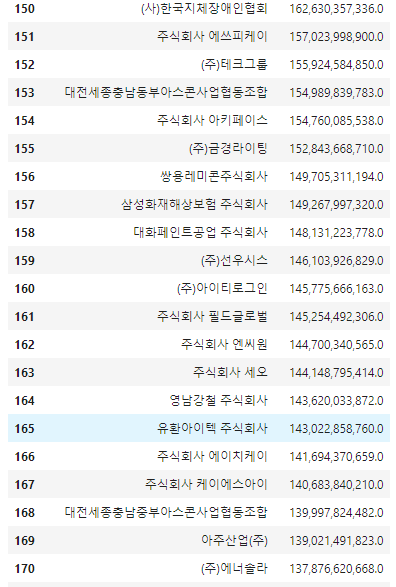 150 (사)한국지체장애인협회 162,630,357,336.0
151 주식회사 에쓰피케이 157,023,998,900.0
152 (주)테크그룹 155,924,584,850.0
153 대전세종충남동부아스콘사업협동조합 154,989,839,783.0
154 주식회사 아키페이스 154,760,085,538.0
155 (주)금경라이팅 152,843,668,710.0
156 쌍용레미콘주식회사 149,705,311,194.0
157 삼성화재해상보험 주식회사 149,267,997,320.0
158 대화페인트공업 주식회사 148,131,223,778.0
159 (주)선우시스 146,103,926,829.0
160 (주)아이티로그인 145,775,666,163.0
161 주식회사 필드글로벌 145,254,492,306.0
162 주식회사 엔씨원 144,700,340,565.0
163 주식회사 세오 144,148,795,414.0
164 영남강철 주식회사 143,620,033,872.0
165 유환아이텍 주식회사 143,022,858,760.0
166 주식회사 에이치케이 141,694,370,659.0
167 주식회사 케이에스아이 140,683,840,210.0
168 대전세종충남중부아스콘사업협동조합 139,997,824,482.0
169 아주산업(주) 139,021,491,823.0
170 (주)에너솔라 137,876,620,668.0